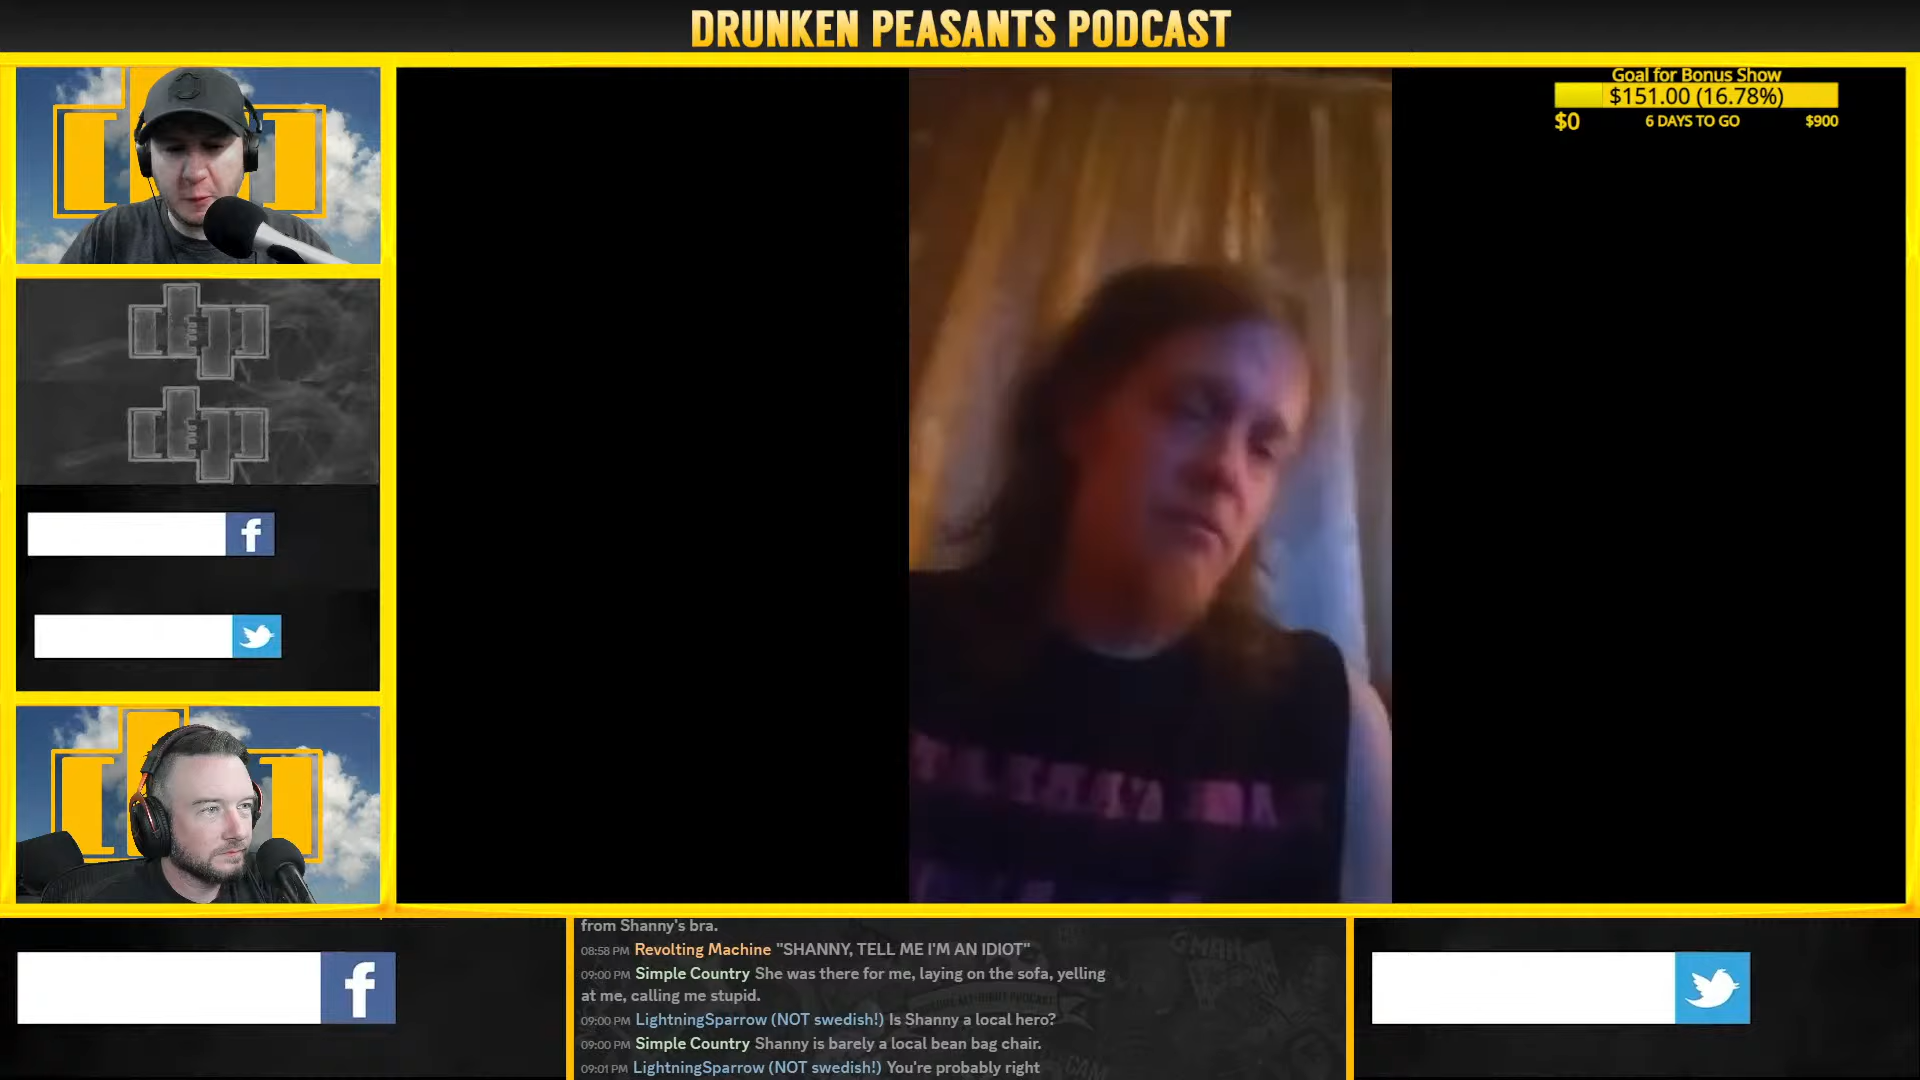 DRUNKEN PEASANTS PODCAST
Goal for Bonus Show
$151.00 (16.78%)
$0 6 DAYS TO GO $900
from Shanny's bra.
08:58 PM Revolting Machine "SHANNY, TELL ME I'M AN IDIOT"
09:00 PM Simple Country She was there for me, laying on the sofa, yelling
at me, calling me stupid.
09:00 PM LightningSparrow (NOT swedish!) Is Shanny a local hero?
09:00 PM Simple Country Shanny is barely a local bean bag chair.
09:01 PM LightningSparrow (NOT swedish!) You're probably right